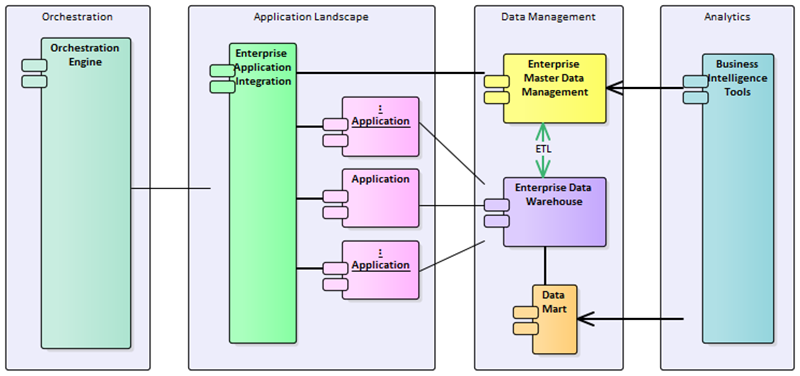 Orchestration
Orchestration
Engine
Application Landscape
Enterprise
Application
Integration
:
Application
Application
:
Application
Data Management
Enterprise
Master Data
Management
ETL
Enterprise Data
Warehouse
Data
Mart
Analytics
Business
Intelligence
Tools